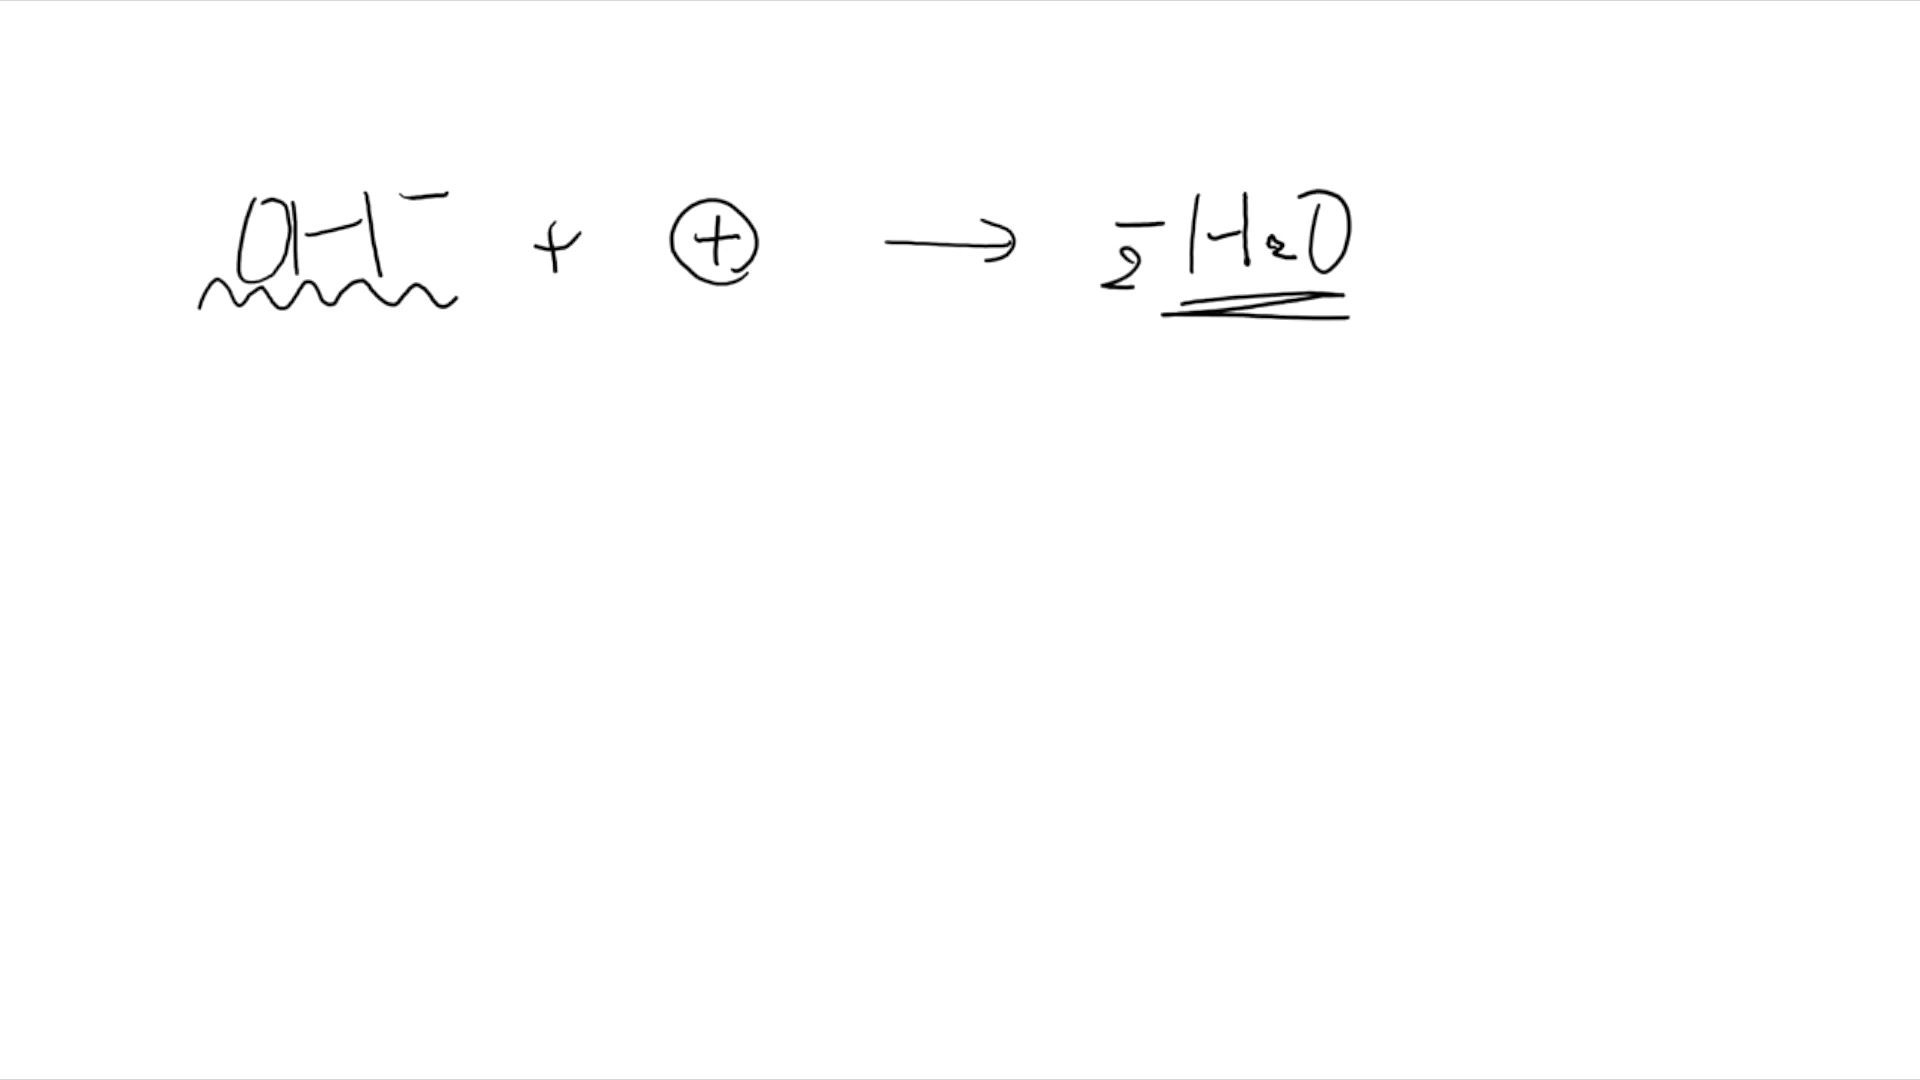 OH⁻ + ⊕ → ⁻₂H₂O